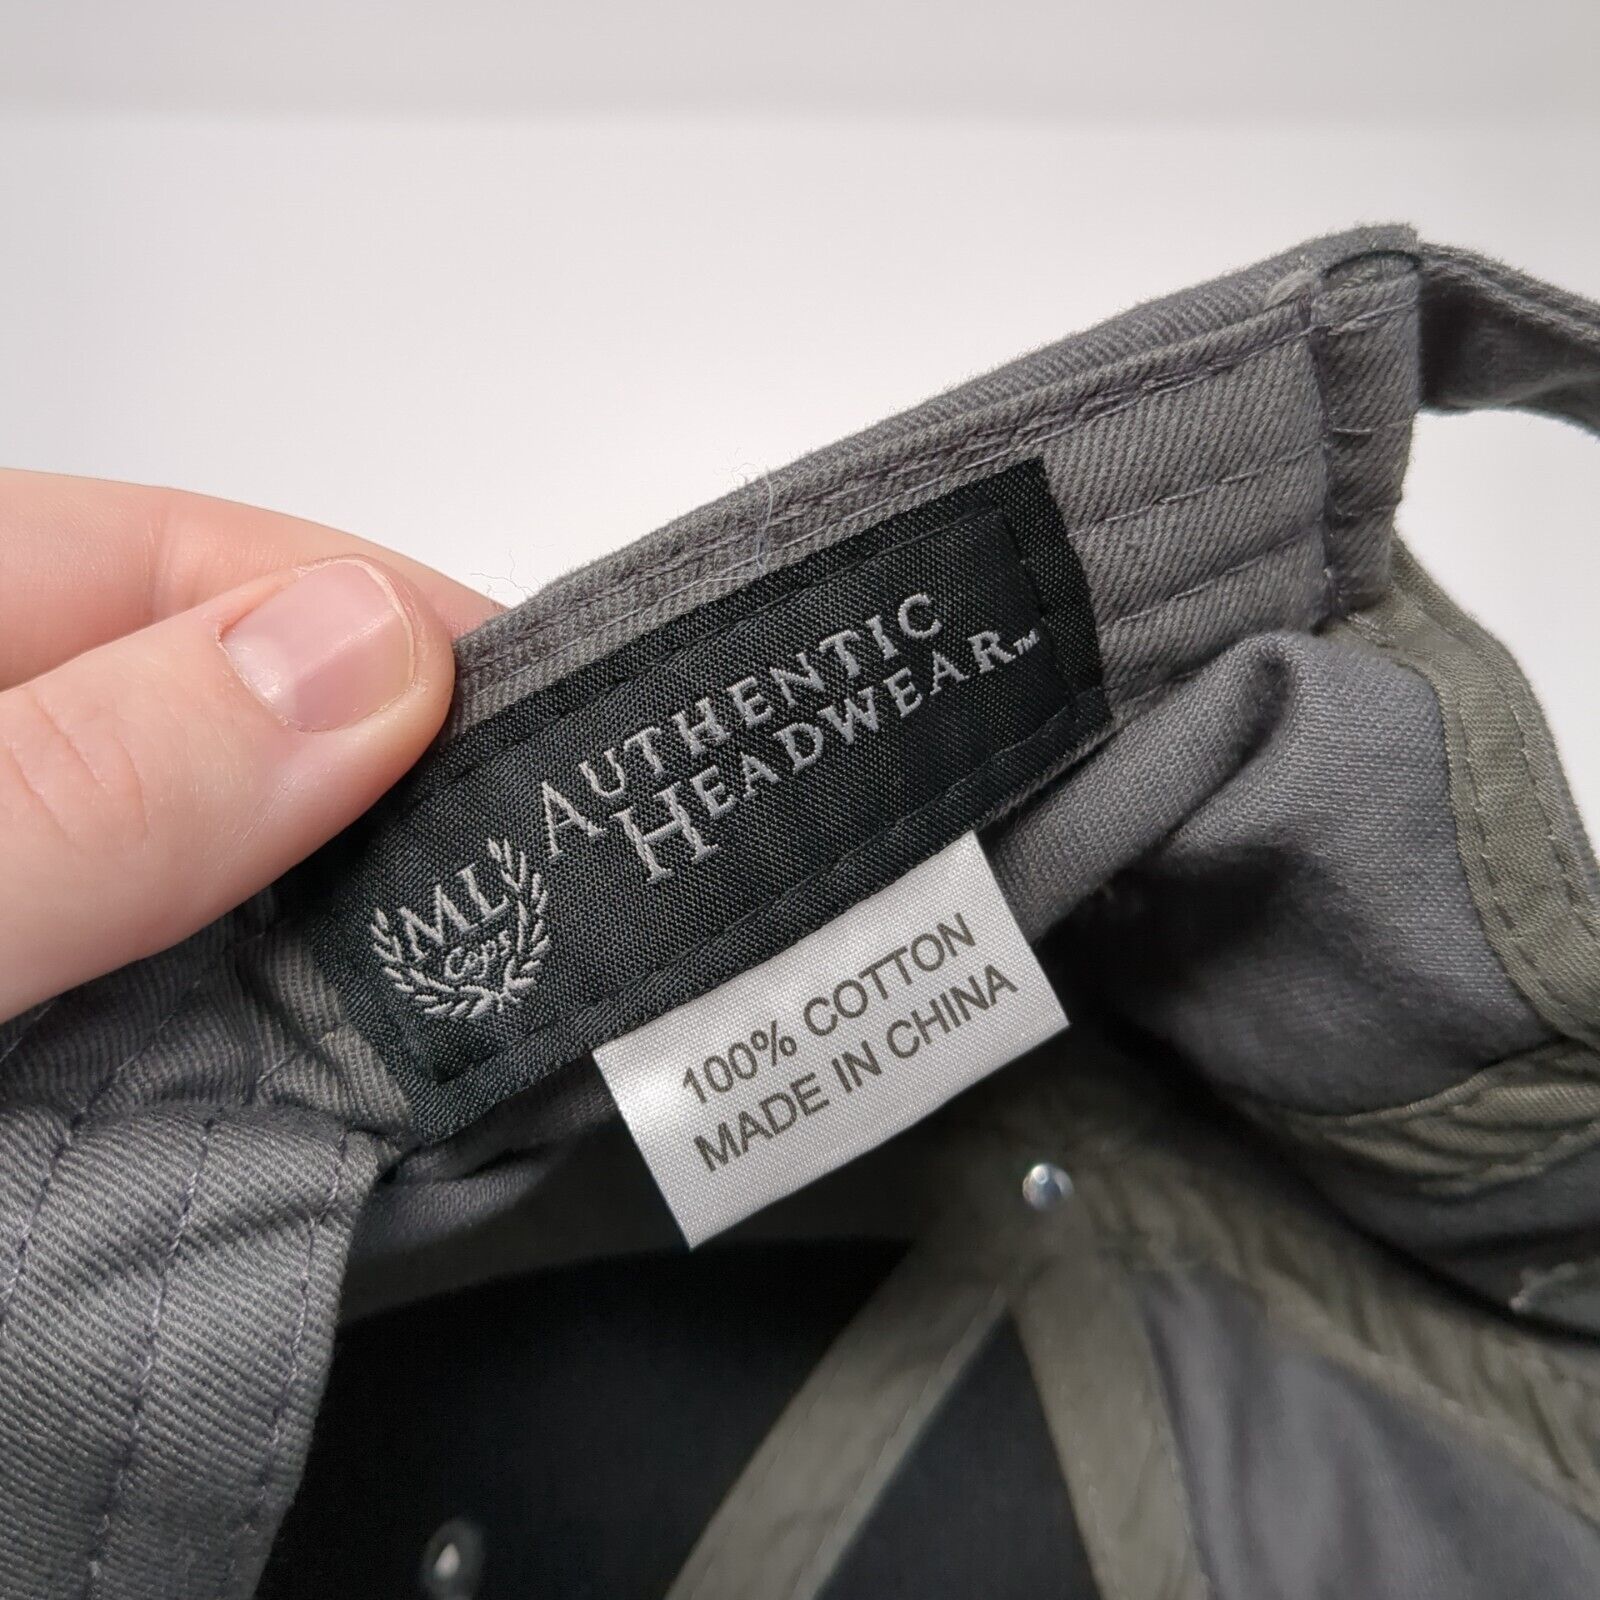 ML
Caps
AUTHENTIC
HEADWEAR™
100% COTTON
MADE IN CHINA